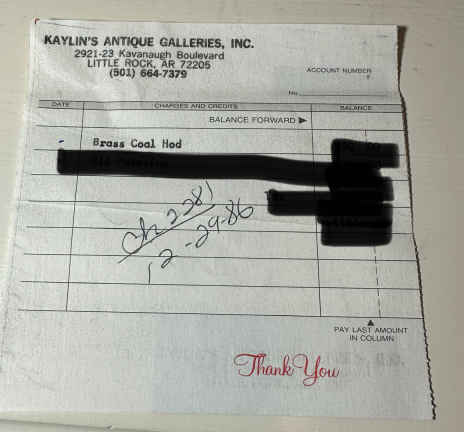 KAYLIN'S ANTIQUE GALLERIES, INC.
2921-23 Kavanaugh Boulevard
LITTLE ROCK, AR 72205
(501) 664-7379
ACCOUNT NUMBER
No.
DATE CHARGES AND CREDITS BALANCE
BALANCE FORWARD ▶
Brass Coal Hod
Ch 2281
12-29-86
▲
PAY LAST AMOUNT
IN COLUMN
Thank You